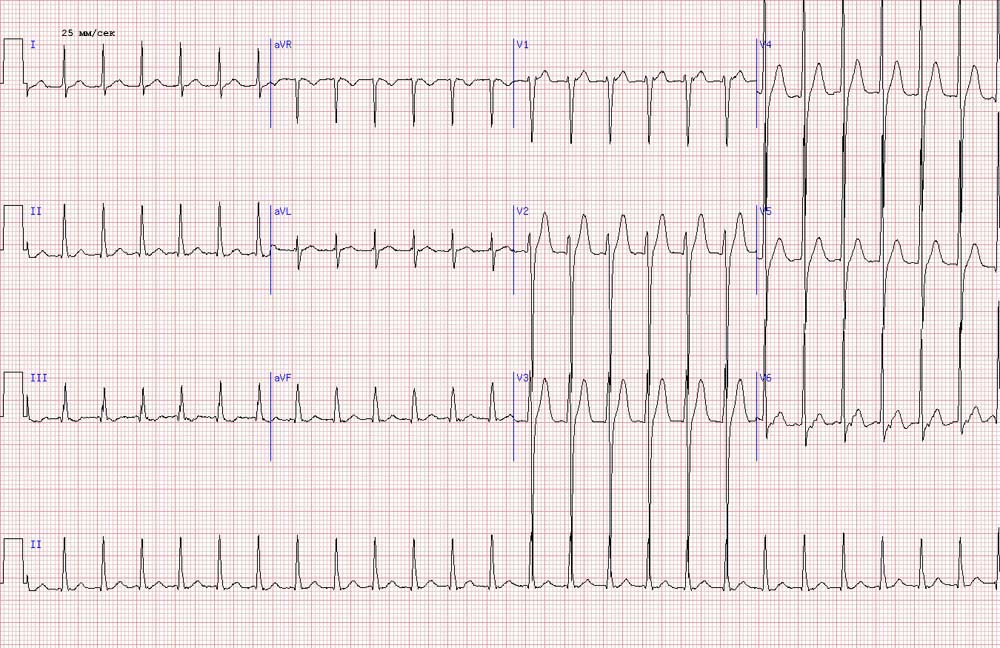 25 мм/сек
I aVR V1 V4
II aVL V2 V5
III aVF V3 V6
II